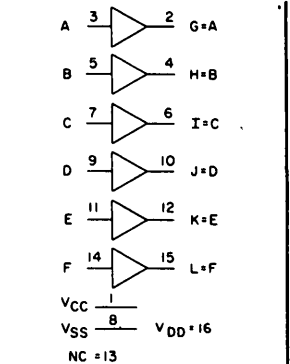 A 3 2 G=A
B 5 4 H=B
C 7 6 I=C
D 9 10 J=D
E 11 12 K=E
F 14 15 L=F
VCC 1
VSS 8 VDD=16
NC =13